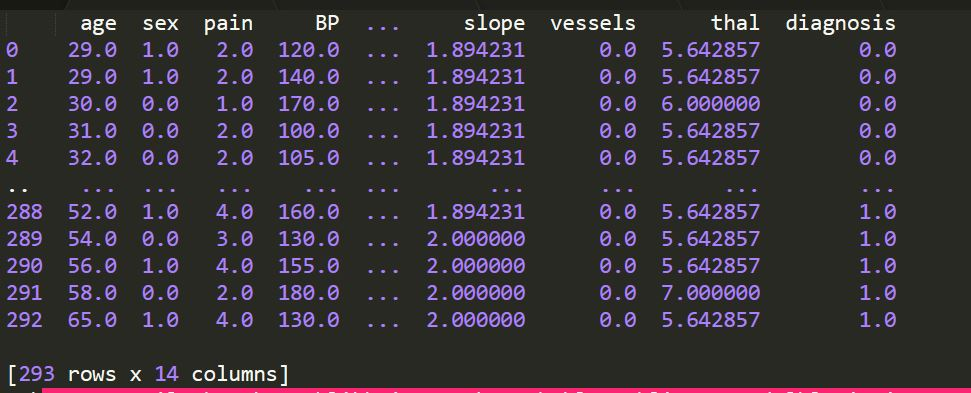 age sex pain BP ... slope vessels thal diagnosis
0 29.0 1.0 2.0 120.0 ... 1.894231 0.0 5.642857 0.0
1 29.0 1.0 2.0 140.0 ... 1.894231 0.0 5.642857 0.0
2 30.0 0.0 1.0 170.0 ... 1.894231 0.0 6.000000 0.0
3 31.0 0.0 2.0 100.0 ... 1.894231 0.0 5.642857 0.0
4 32.0 0.0 2.0 105.0 ... 1.894231 0.0 5.642857 0.0
.. ... ... ... ... ... ... ... ... ...
288 52.0 1.0 4.0 160.0 ... 1.894231 0.0 5.642857 1.0
289 54.0 0.0 3.0 130.0 ... 2.000000 0.0 5.642857 1.0
290 56.0 1.0 4.0 155.0 ... 2.000000 0.0 5.642857 1.0
291 58.0 0.0 2.0 180.0 ... 2.000000 0.0 7.000000 1.0
292 65.0 1.0 4.0 130.0 ... 2.000000 0.0 5.642857 1.0
[293 rows x 14 columns]